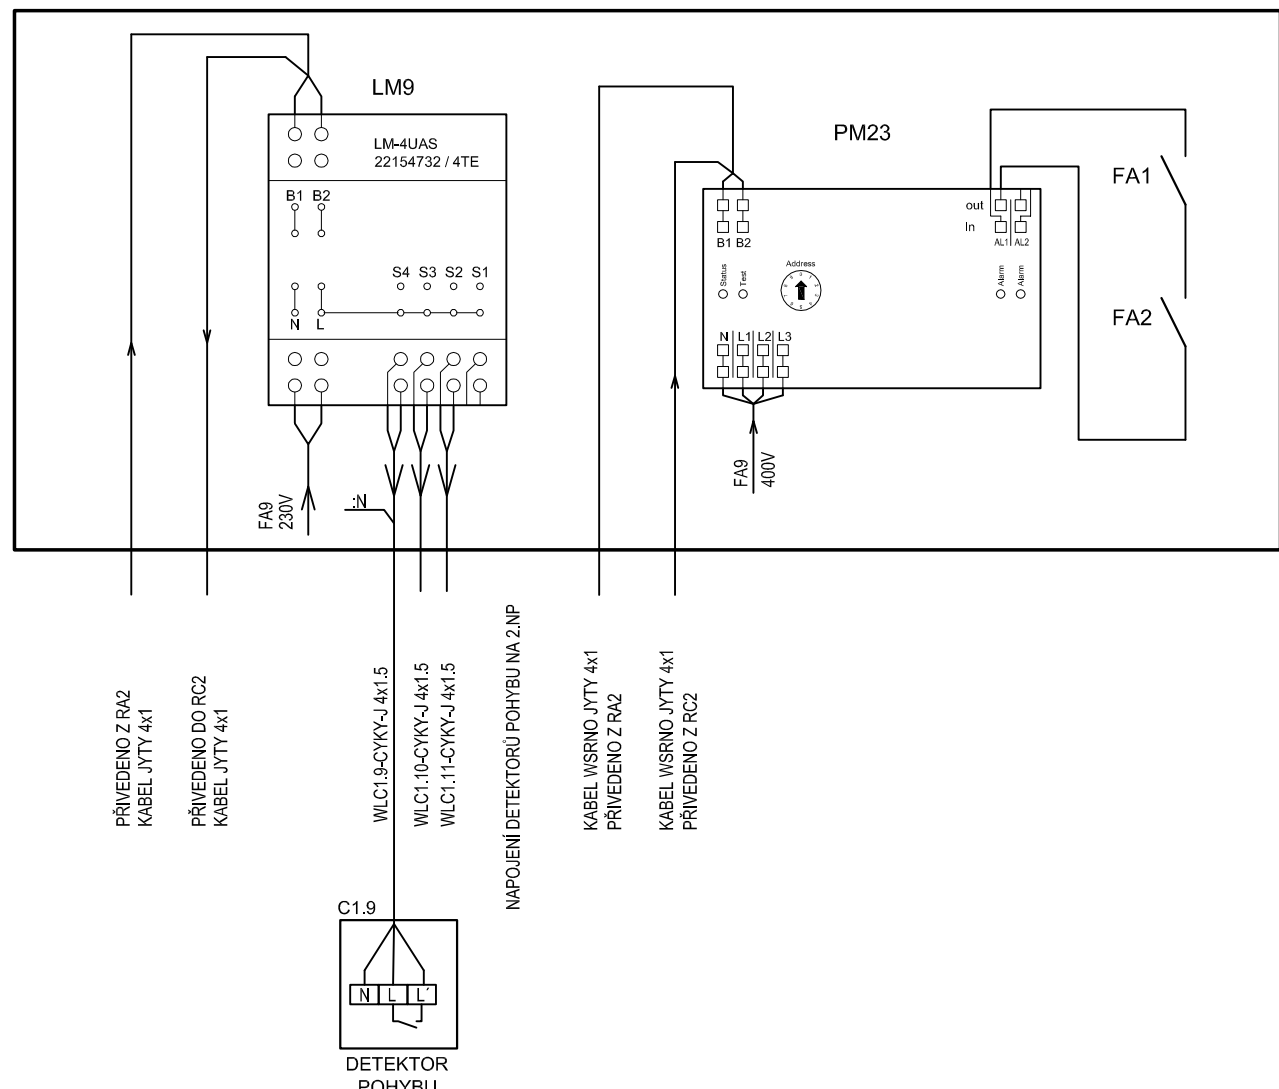 LM9
LM-4UAS
22154732 / 4TE
B1 B2
S4 S3 S2 S1
N L
FA9
230V
:N
PM23
out
In
B1 B2
AL1 AL2
Status
Test
Address
Alarm
Alarm
N L1 L2 L3
FA9
400V
FA1
FA2
PŘIVEDENO Z RA2
KABEL JYTY 4x1
PŘIVEDENO DO RC2
KABEL JYTY 4x1
WLC1.9-CYKY-J 4x1.5
WLC1.10-CYKY-J 4x1.5
WLC1.11-CYKY-J 4x1.5
NAPOJENÍ DETEKTORŮ POHYBU NA 2.NP
KABEL WSRNO JYTY 4x1
PŘIVEDENO Z RA2
KABEL WSRNO JYTY 4x1
PŘIVEDENO Z RC2
C1.9
N L L´
DETEKTOR
POHYBU